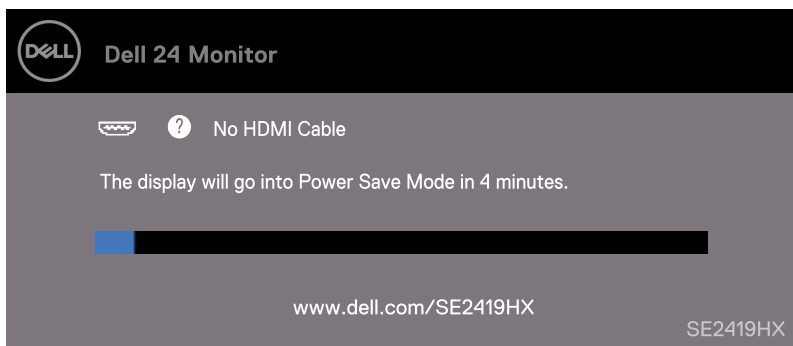 DELL
Dell 24 Monitor
? No HDMI Cable
The display will go into Power Save Mode in 4 minutes.
www.dell.com/SE2419HX
SE2419HX